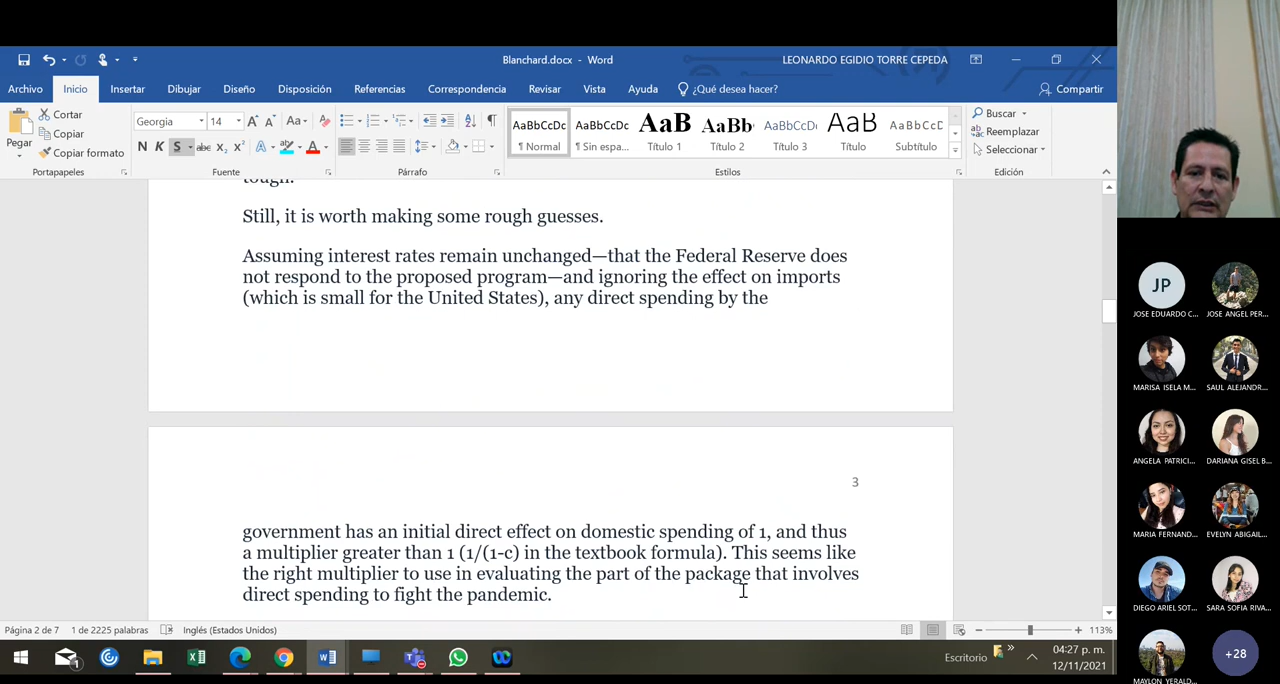 Blanchard.docx - Word
LEONARDO EGIDIO TORRE CEPEDA
Archivo Inicio Insertar Dibujar Diseño Disposición Referencias Correspondencia Revisar Vista Ayuda ¿Qué desea hacer? Compartir
Pegar
Cortar
Copiar
Copiar formato
Portapapeles
Georgia 14 Aa
N K S abc x₂ x² A A
Fuente
Párrafo
AaBbCcDc AaBbCcDc AaB AaBb AaBbCcDı AaB AaBbCcD
¶ Normal ¶ Sin espa... Título 1 Título 2 Título 3 Título Subtítulo
Estilos
Buscar
Reemplazar
Seleccionar
Edición
tough.
Still, it is worth making some rough guesses.
Assuming interest rates remain unchanged—that the Federal Reserve does
not respond to the proposed program—and ignoring the effect on imports
(which is small for the United States), any direct spending by the
3
government has an initial direct effect on domestic spending of 1, and thus
a multiplier greater than 1 (1/(1-c) in the textbook formula). This seems like
the right multiplier to use in evaluating the part of the package that involves
direct spending to fight the pandemic.
Página 2 de 7 1 de 2225 palabras Inglés (Estados Unidos) 113%
Escritorio » 04:27 p. m.
12/11/2021
JP
JOSE EDUARDO C... JOSE ANGEL PER...
MARISA ISELA M... SAUL ALEJANDR...
ANGELA PATRICI... DARIANA GISEL B...
MARIA FERNAND... EVELYN ABIGAIL...
DIEGO ARIEL SOT... SARA SOFIA RIVA...
+28
MAYLON YERALD...